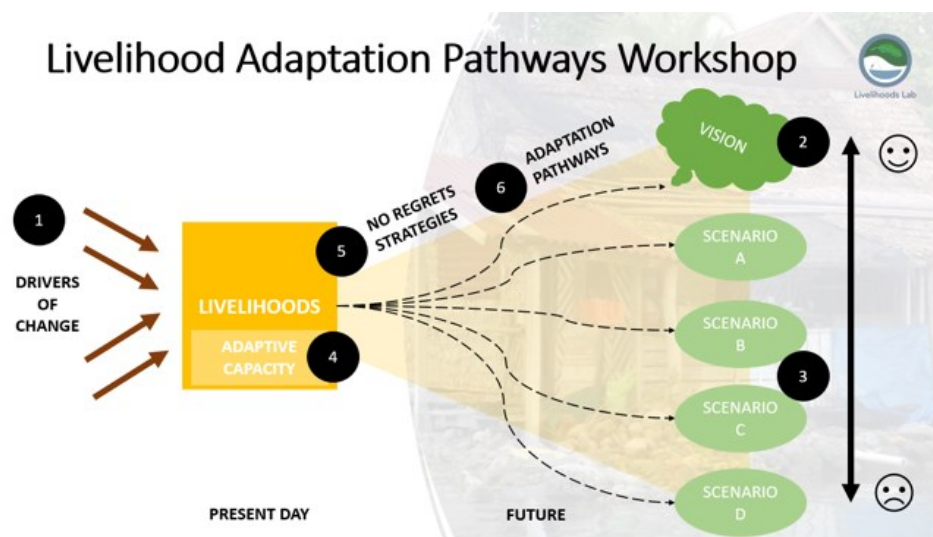 Livelihood Adaptation Pathways Workshop
Livelihoods Lab
1
DRIVERS
OF
CHANGE
LIVELIHOODS
ADAPTIVE
CAPACITY
4
5
NO REGRETS
STRATEGIES
6
ADAPTATION
PATHWAYS
VISION
2
SCENARIO
A
SCENARIO
B
3
SCENARIO
C
SCENARIO
D
PRESENT DAY
FUTURE